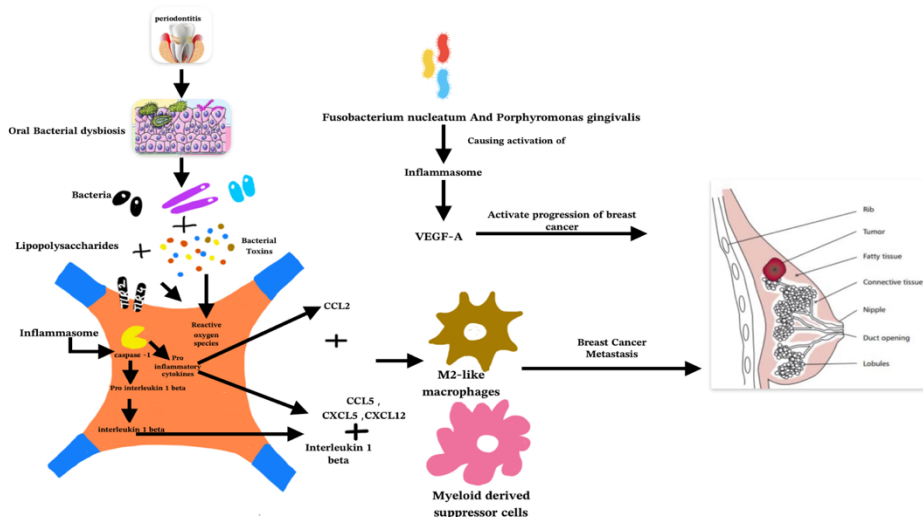 periodontitis
Oral Bacterial dysbiosis
Bacteria
Lipopolysaccharides
Bacterial
Toxins
TLR2
TLR4
Inflammasome
caspase -1
Reactive
oxygen
species
Pro
inflammatory
cytokines
Pro interleukin 1 beta
interleukin 1 beta
CCL2
CCL5 ,
CXCL5 ,CXCL12
Interleukin 1
beta
Fusobacterium nucleatum And Porphyromonas gingivalis
Causing activation of
Inflammasome
VEGF-A
Activate progression of breast
cancer
M2-like
macrophages
Myeloid derived
suppressor cells
Breast Cancer
Metastasis
Rib
Tumor
Fatty tissue
Connective tissue
Nipple
Duct opening
Lobules